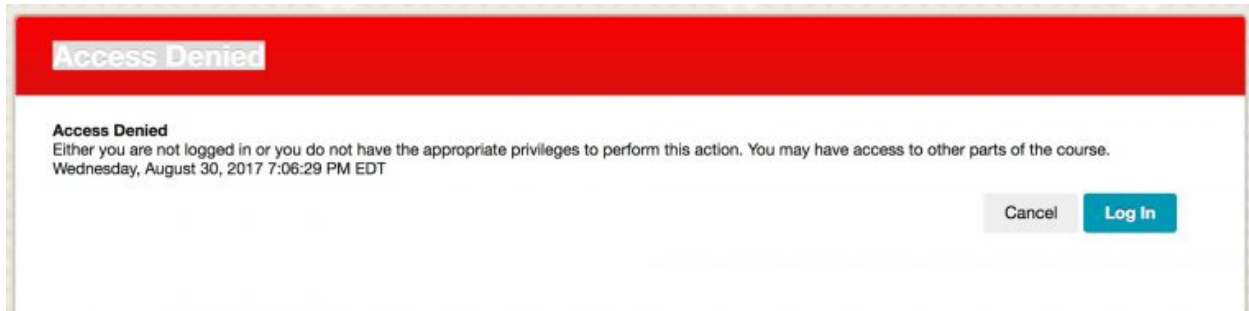 Access Denied
Access Denied
Either you are not logged in or you do not have the appropriate privileges to perform this action. You may have access to other parts of the course.
Wednesday, August 30, 2017 7:06:29 PM EDT
Cancel Log In